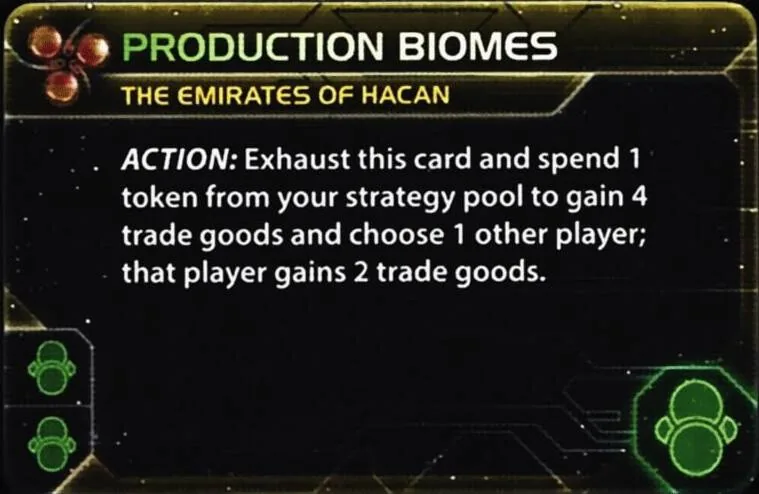 PRODUCTION BIOMES
THE EMIRATES OF HACAN
ACTION: Exhaust this card and spend 1
token from your strategy pool to gain 4
trade goods and choose 1 other player;
that player gains 2 trade goods.